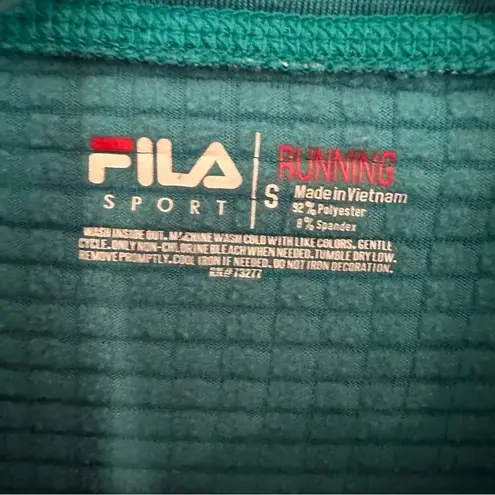 FILA
SPORT
S
RUNNING
Made in Vietnam
92% Polyester
8% Spandex
WASH INSIDE OUT. MACHINE WASH COLD WITH LIKE COLORS. GENTLE
CYCLE. ONLY NON-CHLORINE BLEACH WHEN NEEDED. TUMBLE DRY LOW.
REMOVE PROMPTLY. COOL IRON IF NEEDED. DO NOT IRON DECORATION.
RN# 73277